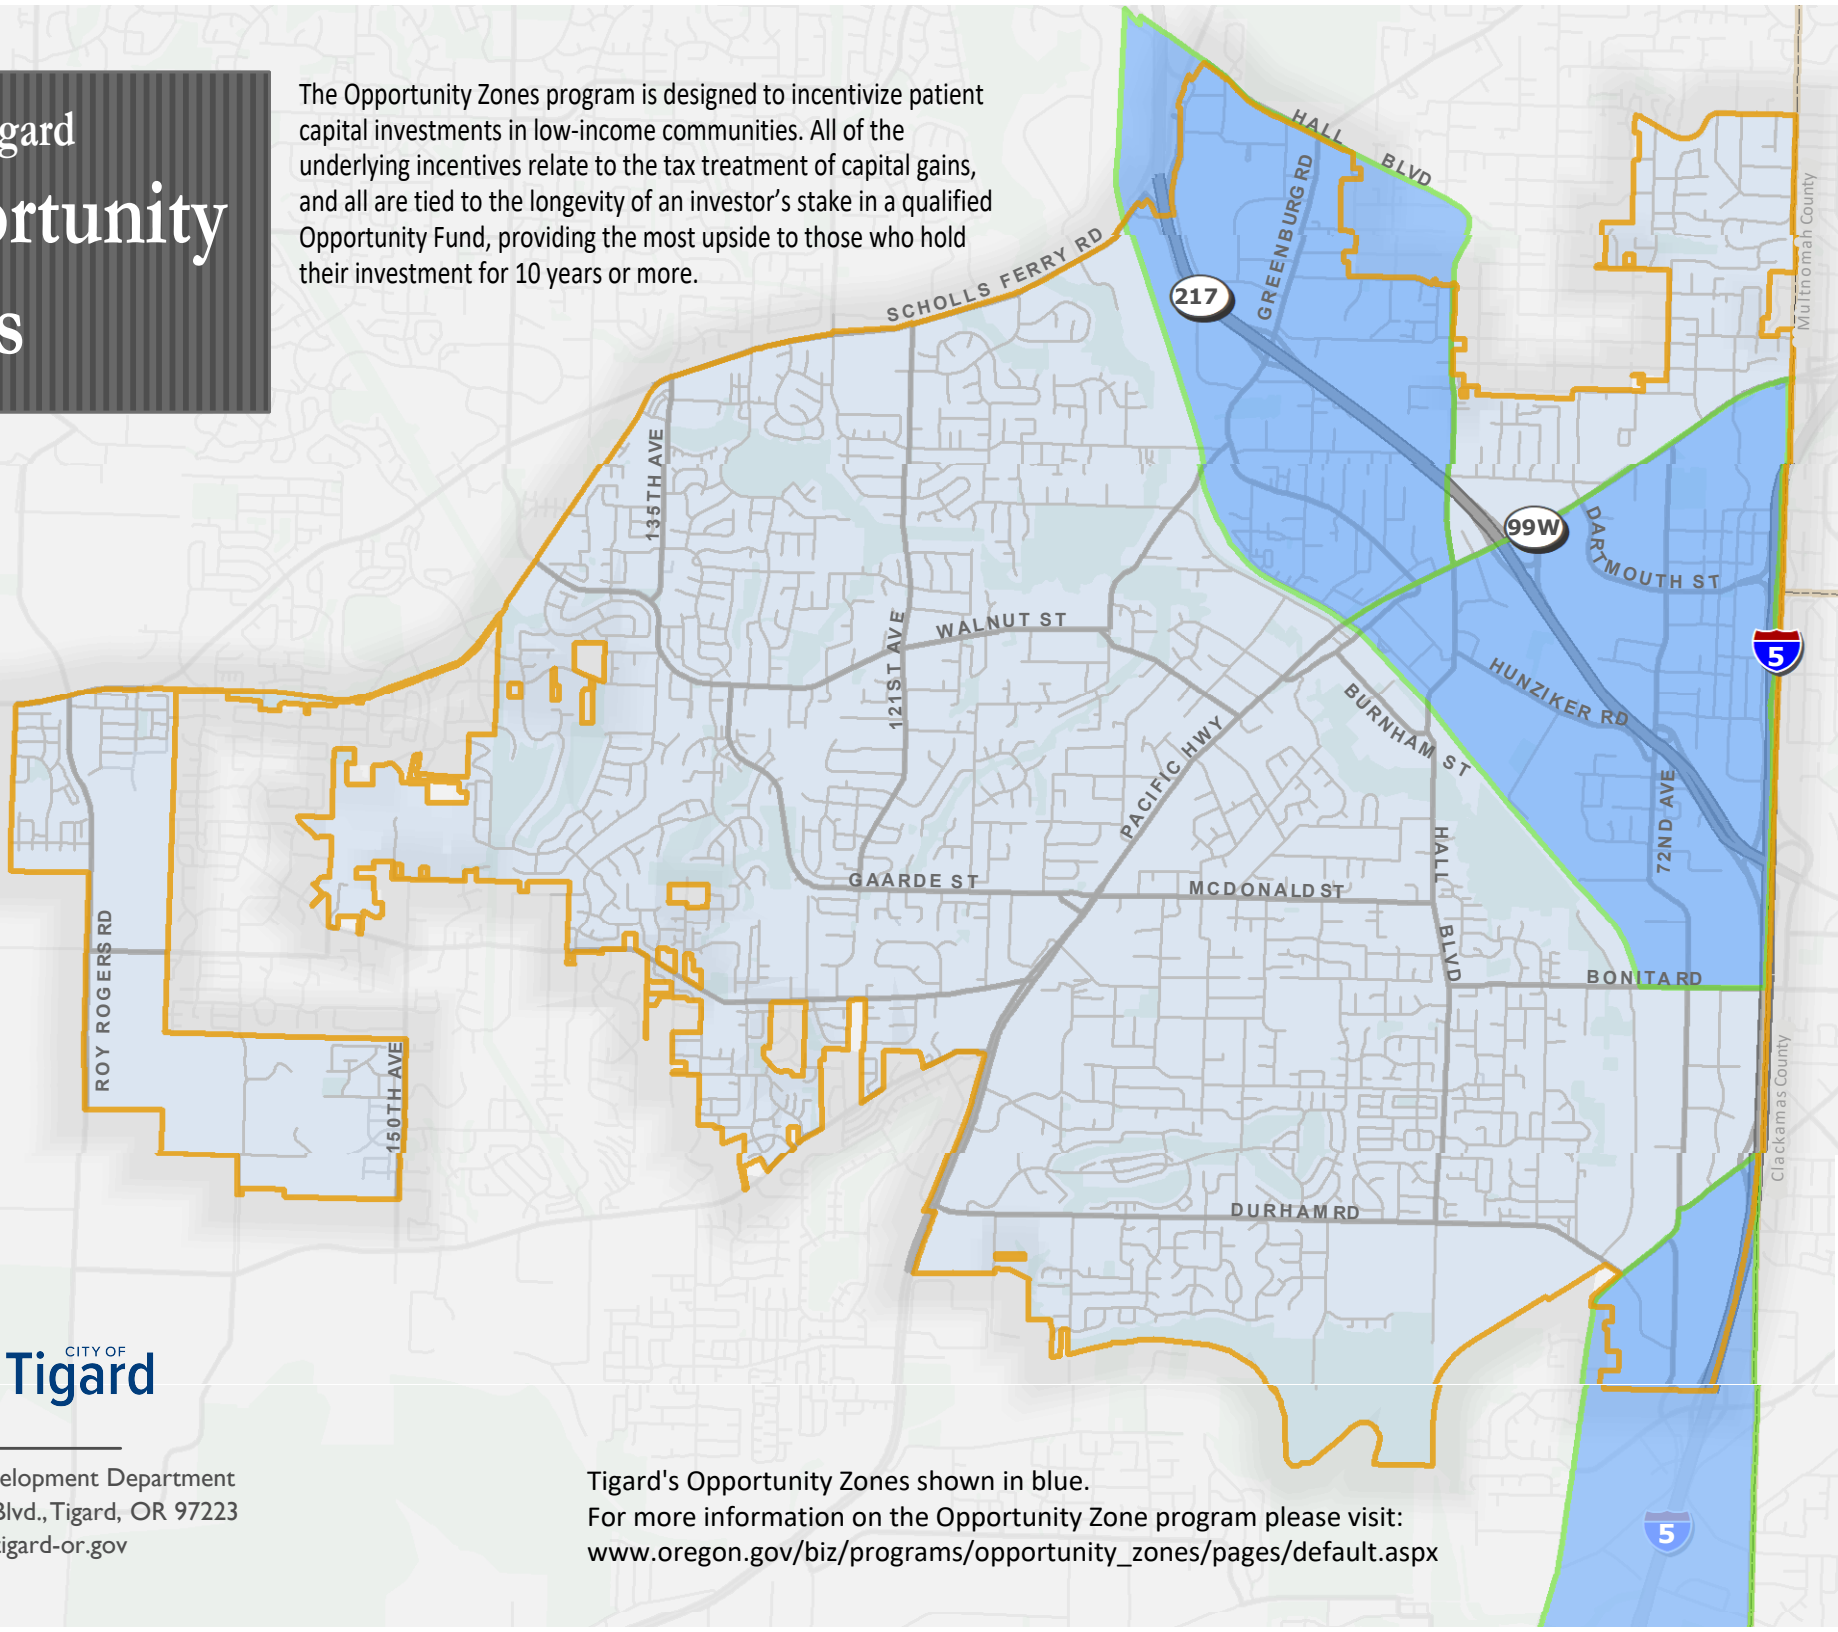 gard
ortunity
s
The Opportunity Zones program is designed to incentivize patient
capital investments in low-income communities. All of the
underlying incentives relate to the tax treatment of capital gains,
and all are tied to the longevity of an investor's stake in a qualified
Opportunity Fund, providing the most upside to those who hold
their investment for 10 years or more.
HALL BLVD
GREENBURG RD
SCHOLLS FERRY RD
217
Multnomah County
135TH AVE
99W
DARTMOUTH ST
121ST AVE
WALNUT ST
5
HUNZIKER RD
BURNHAM ST
PACIFIC HWY
72ND AVE
HALL BLVD
GAARDE ST
MCDONALD ST
BONITA RD
ROY ROGERS RD
150TH AVE
Clackamas County
DURHAM RD
CITY OF
Tigard
elopment Department
Blvd., Tigard, OR 97223
tigard-or.gov
Tigard's Opportunity Zones shown in blue.
For more information on the Opportunity Zone program please visit:
www.oregon.gov/biz/programs/opportunity_zones/pages/default.aspx
5